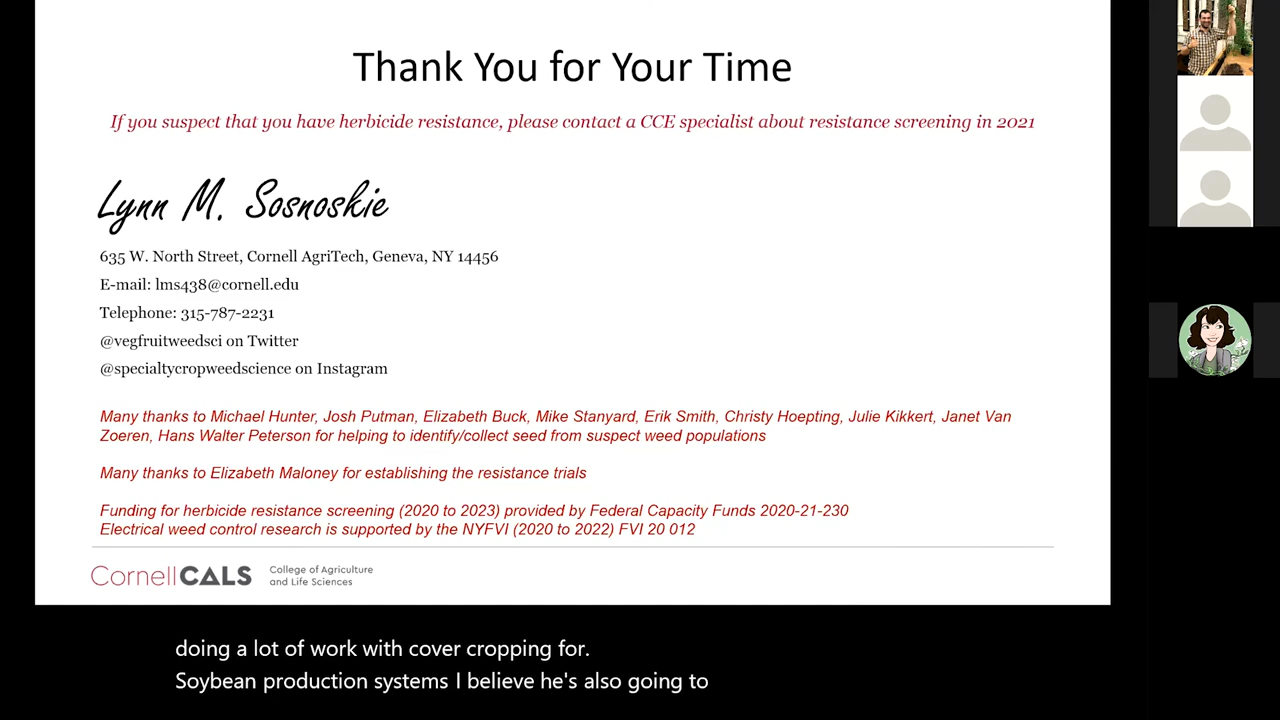 Thank You for Your Time
If you suspect that you have herbicide resistance, please contact a CCE specialist about resistance screening in 2021
Lynn M. Sosnoskie
635 W. North Street, Cornell AgriTech, Geneva, NY 14456
E-mail: lms438@cornell.edu
Telephone: 315-787-2231
@vegfruitweedsci on Twitter
@specialtycropweedscience on Instagram
Many thanks to Michael Hunter, Josh Putman, Elizabeth Buck, Mike Stanyard, Erik Smith, Christy Hoepting, Julie Kikkert, Janet Van
Zoeren, Hans Walter Peterson for helping to identify/collect seed from suspect weed populations
Many thanks to Elizabeth Maloney for establishing the resistance trials
Funding for herbicide resistance screening (2020 to 2023) provided by Federal Capacity Funds 2020-21-230
Electrical weed control research is supported by the NYFVI (2020 to 2022) FVI 20 012
CornellCALS College of Agriculture
and Life Sciences
doing a lot of work with cover cropping for.
Soybean production systems I believe he's also going to